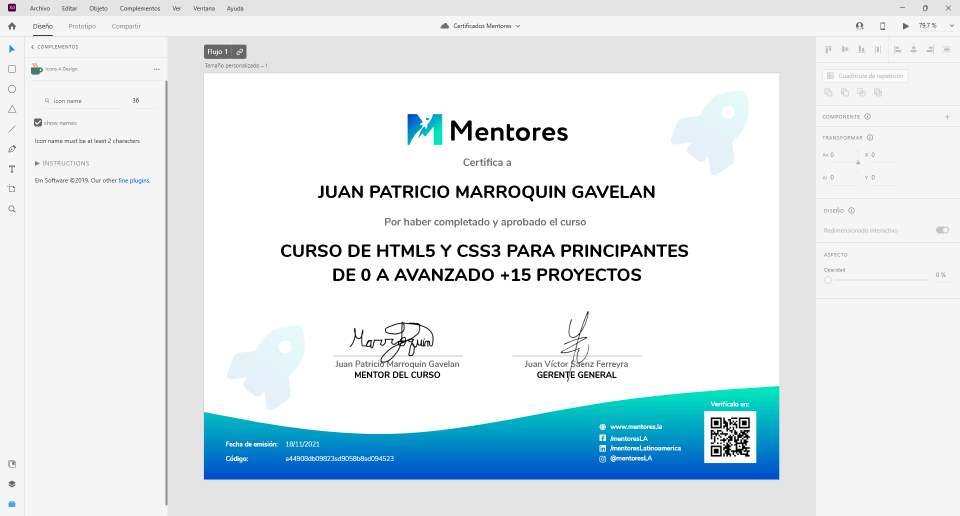 Xd
Archivo
Editar
Objeto
Complementos
Ver
Ventana
Ayuda
Diseño
Prototipo
Compartir
Certificados Mentores
79,7 %
COMPLEMENTOS
Icons 4 Design
icon name
36
show names
Icon name must be at least 2 characters
INSTRUCTIONS
Em Software ©2019. Our other fine plugins.
Flujo 1
Tamaño personalizado – 1
Mentores
Certifica a
JUAN PATRICIO MARROQUIN GAVELAN
Por haber completado y aprobado el curso
CURSO DE HTML5 Y CSS3 PARA PRINCIPANTES
DE 0 A AVANZADO +15 PROYECTOS
Marroquin
Juan Patricio Marroquin Gavelan
MENTOR DEL CURSO
Juan Víctor Sáenz Ferreyra
GERENTE GENERAL
Fecha de emisión: 18/11/2021
Código: a44908db09823sd9058b8sd094523
www.mentores.la
/mentoresLA
/mentoresLatinoamerica
@mentoresLA
Verifícalo en:
Cuadrícula de repetición
COMPONENTE
TRANSFORMAR
An 0
X 0
Al 0
Y 0
DISEÑO
Redimensionado interactivo
ASPECTO
Opacidad
0 %